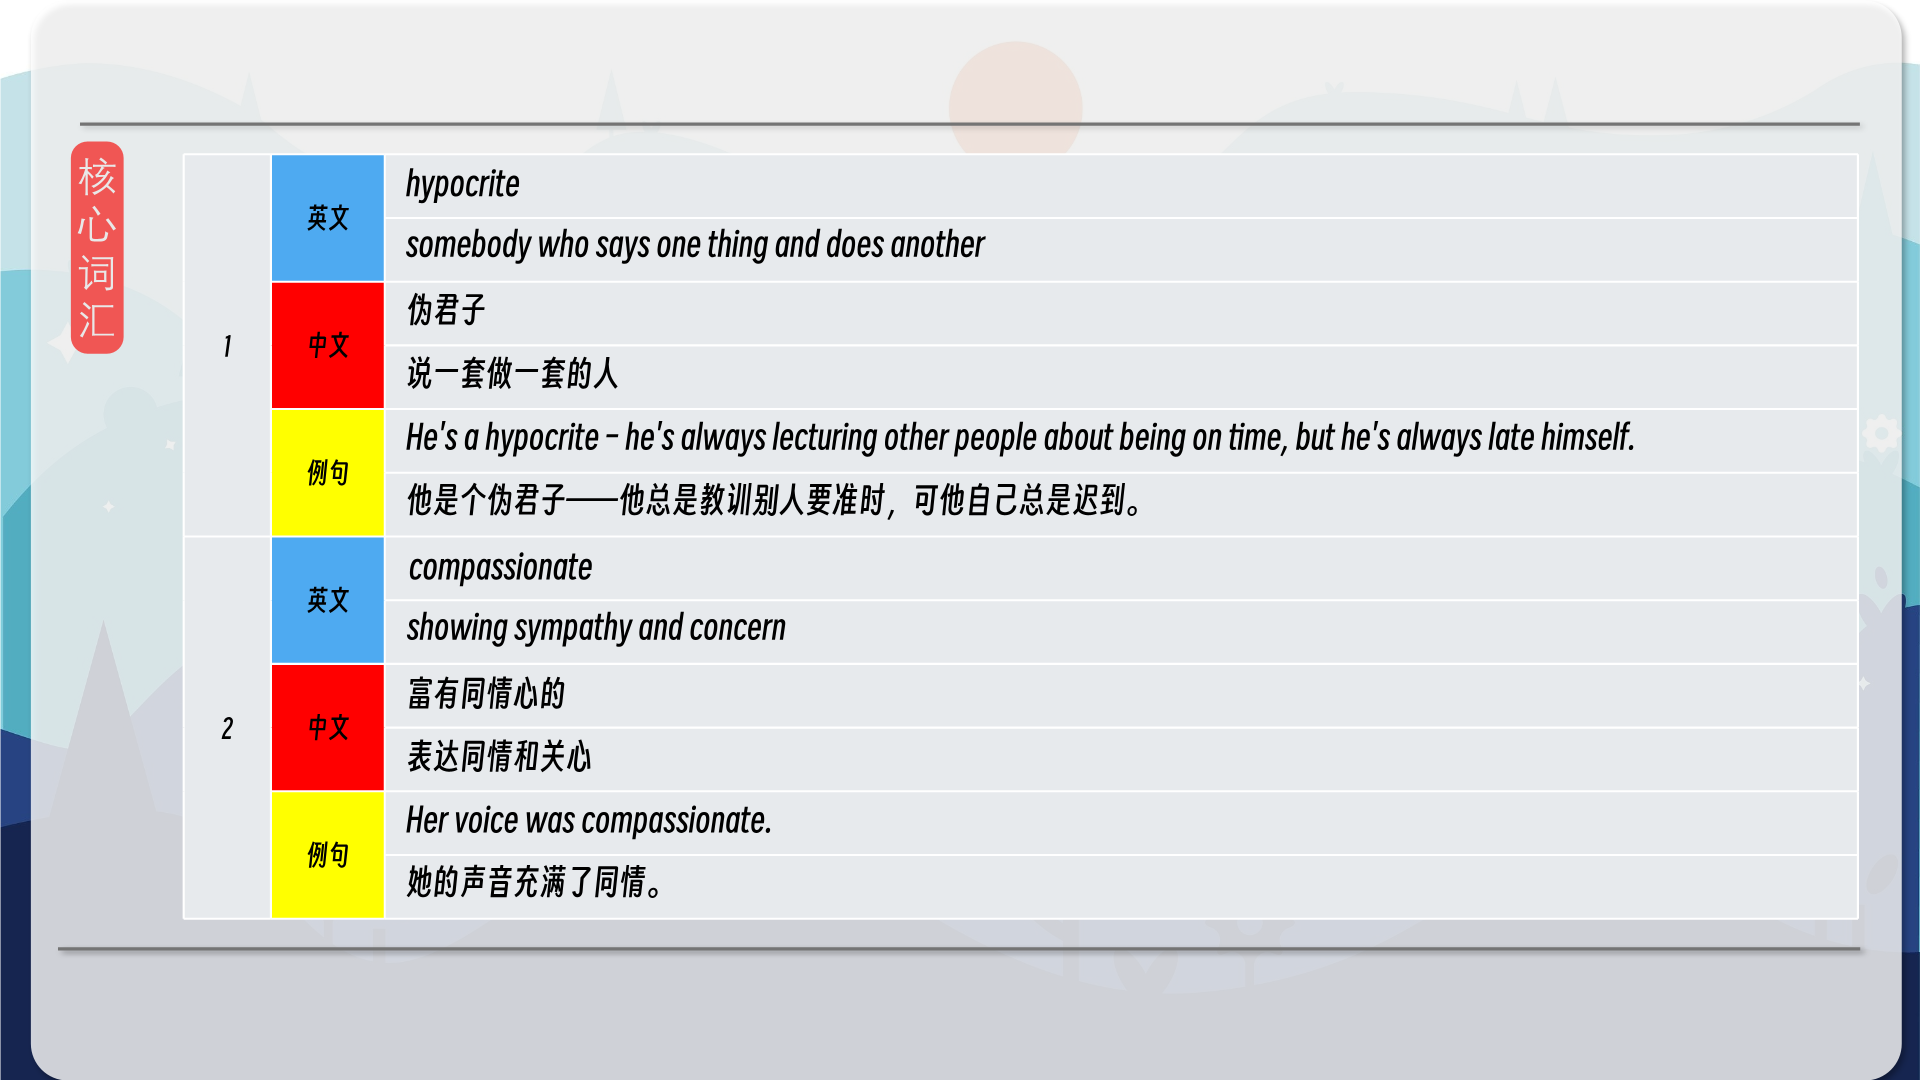 核心词汇
1
英文
hypocrite
somebody who says one thing and does another
中文
伪君子
说一套做一套的人
例句
He's a hypocrite – he's always lecturing other people about being on time, but he's always late himself.
他是个伪君子——他总是教训别人要准时，可他自己总是迟到。
2
英文
compassionate
showing sympathy and concern
中文
富有同情心的
表达同情和关心
例句
Her voice was compassionate.
她的声音充满了同情。